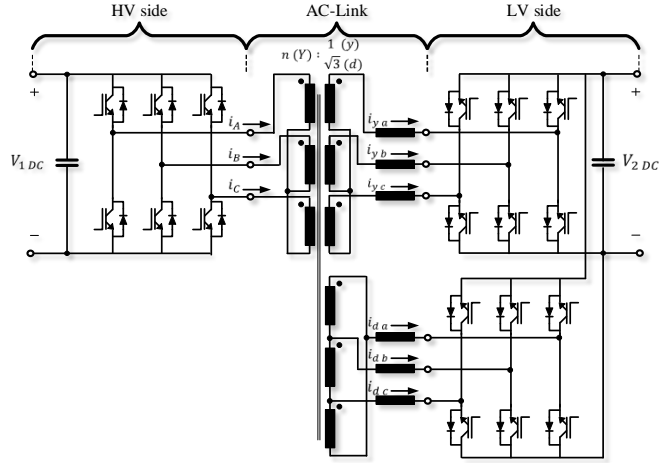 HV side
AC-Link
LV side
n (Y) : 1 (y)
√3 (d)
+
V1 DC
−
iA
iB
iC
iy a
iy b
iy c
+
V2 DC
−
id a
id b
id c